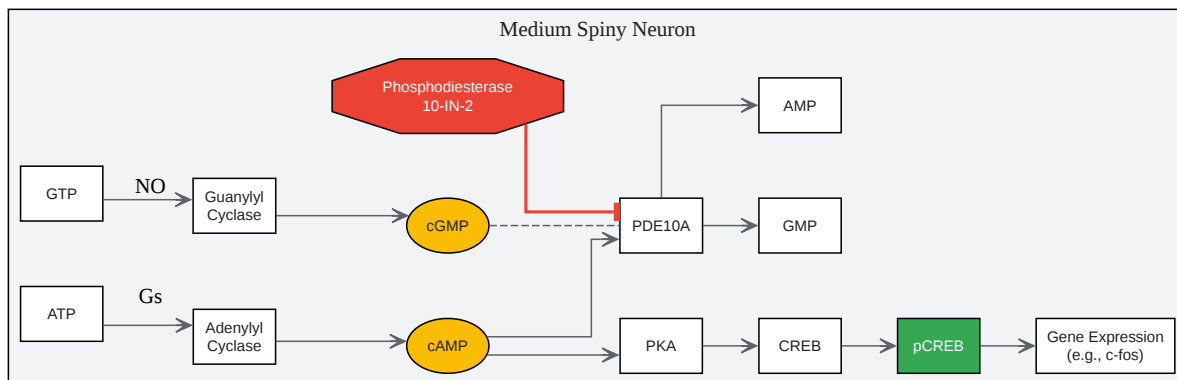 Medium Spiny Neuron
Phosphodiesterase
10-IN-2
AMP
GTP
NO
Guanylyl
Cyclase
cGMP
PDE10A
GMP
ATP
Gs
Adenylyl
Cyclase
cAMP
PKA
CREB
pCREB
Gene Expression
(e.g., c-fos)